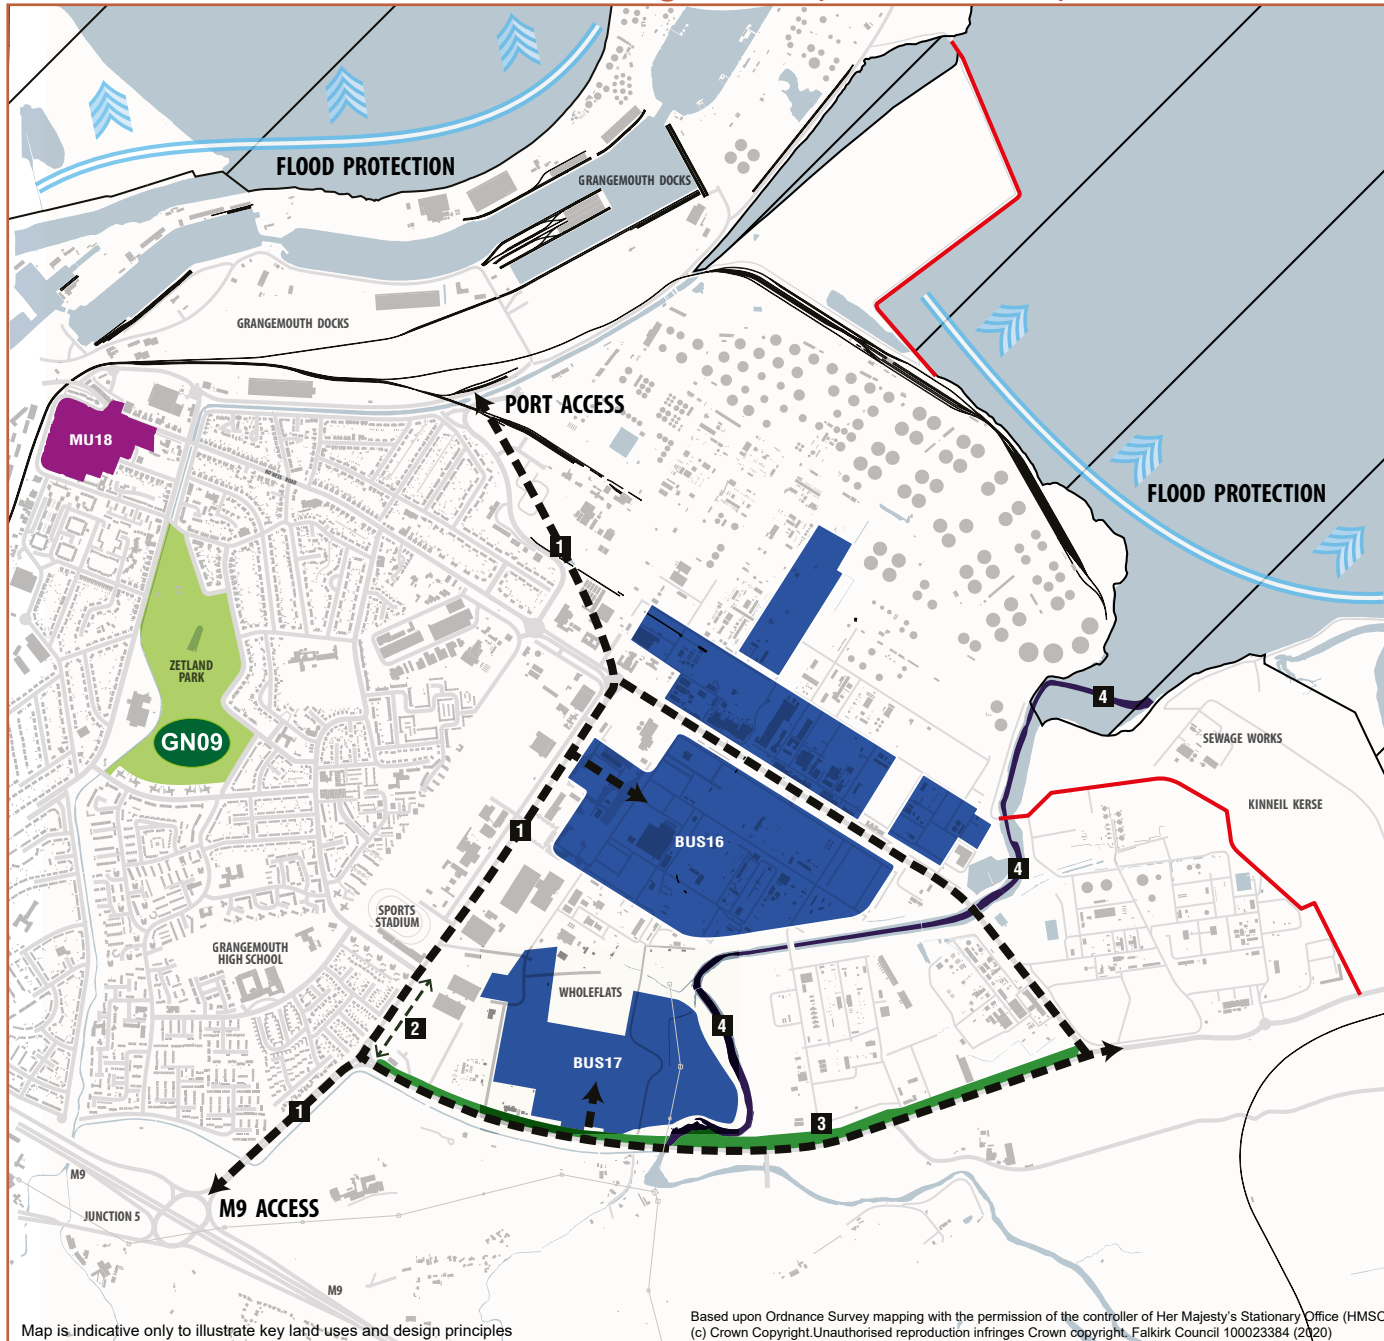 FLOOD PROTECTION
GRANGEMOUTH DOCKS
GRANGEMOUTH DOCKS
PORT ACCESS
MU18
FLOOD PROTECTION
1
ZETLAND
PARK
GN09
4
SEWAGE WORKS
KINNEIL KERSE
1
BUS16
4
SPORTS
STADIUM
GRANGEMOUTH
HIGH SCHOOL
WHOLEFLATS
2
4
BUS17
1
3
M9
JUNCTION 5
M9 ACCESS
M9
Map is indicative only to illustrate key land uses and design principles
Based upon Ordnance Survey mapping with the permission of the controller of Her Majesty's Stationary Office (HMSO
(c) Crown Copyright.Unauthorised reproduction infringes Crown copyright. Falkirk Council 100023384 (2020)